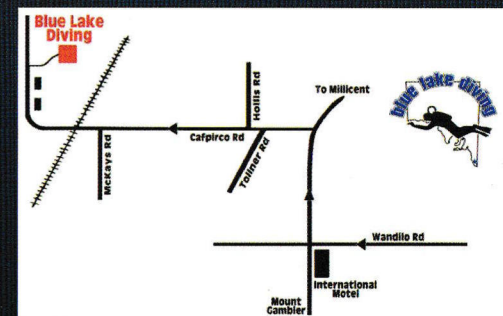 Blue Lake
Diving
Hollis Rd
To Millicent
blue lake diving
McKays Rd
Cafpirco Rd
Tollner Rd
Wandilo Rd
International
Motel
Mount
Gambier